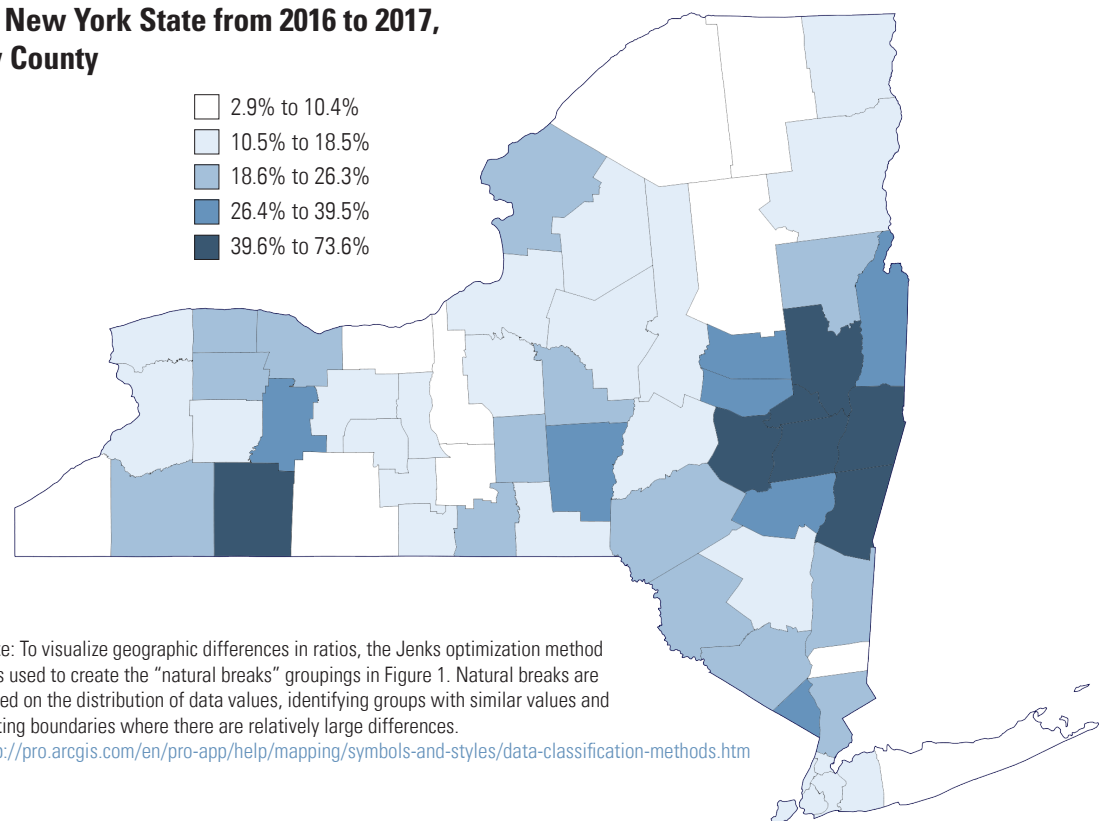 New York State from 2016 to 2017,
County
2.9% to 10.4%
10.5% to 18.5%
18.6% to 26.3%
26.4% to 39.5%
39.6% to 73.6%
To visualize geographic differences in ratios, the Jenks optimization method
used to create the “natural breaks” groupings in Figure 1. Natural breaks are
on the distribution of data values, identifying groups with similar values and
boundaries where there are relatively large differences.
://pro.arcgis.com/en/pro-app/help/mapping/symbols-and-styles/data-classification-methods.htm